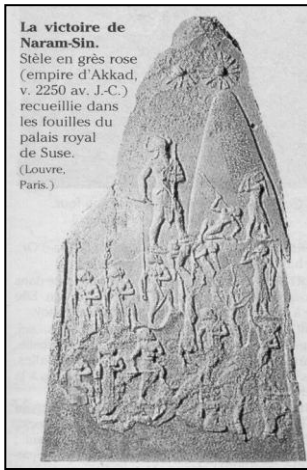 La victoire de
Naram-Sin.
Stèle en grès rose
(empire d'Akkad,
v. 2250 av. J.-C.)
recueillie dans
les fouilles du
palais royal
de Suse.
(Louvre,
Paris.)